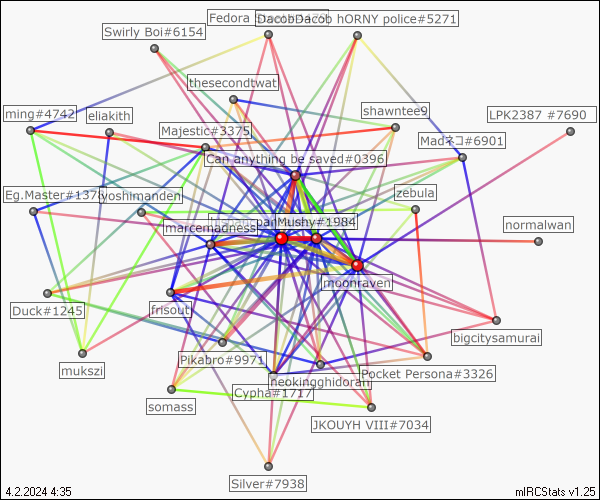 Fedora
DacobDacob hORNY police#5271
Swirly Boi#6154
thesecondtwat
ming#4742
eliakith
shawntee9
LPK2387 #7690
Majestic#3375
Madネコ#6901
Can anything be saved#0396
Eg.Master#137
iyoshimanden
zebula
Mushy#1984
marcemadness
normalwan
moonraven
Duck#1245
frisout
bigcitysamurai
Pikabro#9971
mukszi
neokingghidorah
Pocket Persona#3326
Cypha#1717
somass
JKOUYH VIII#7034
Silver#7938
4.2.2024 4:35
mIRCStats v1.25